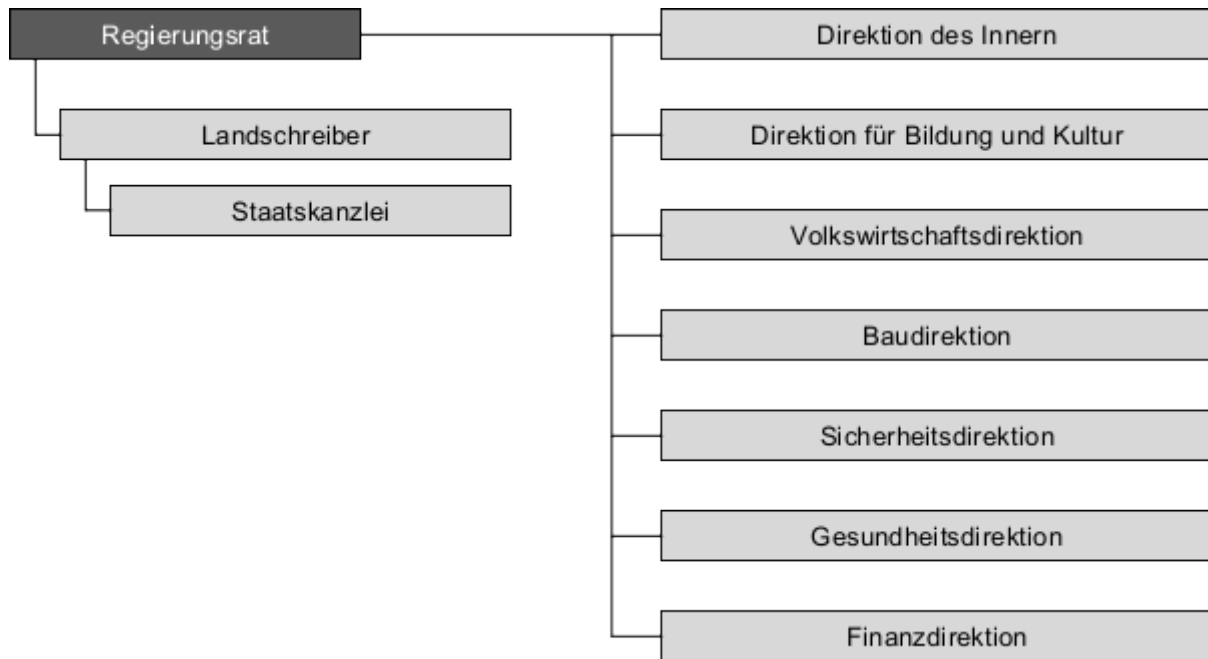 Regierungsrat
Landschreiber
Staatskanzlei
Direktion des Innern
Direktion für Bildung und Kultur
Volkswirtschaftsdirektion
Baudirektion
Sicherheitsdirektion
Gesundheitsdirektion
Finanzdirektion